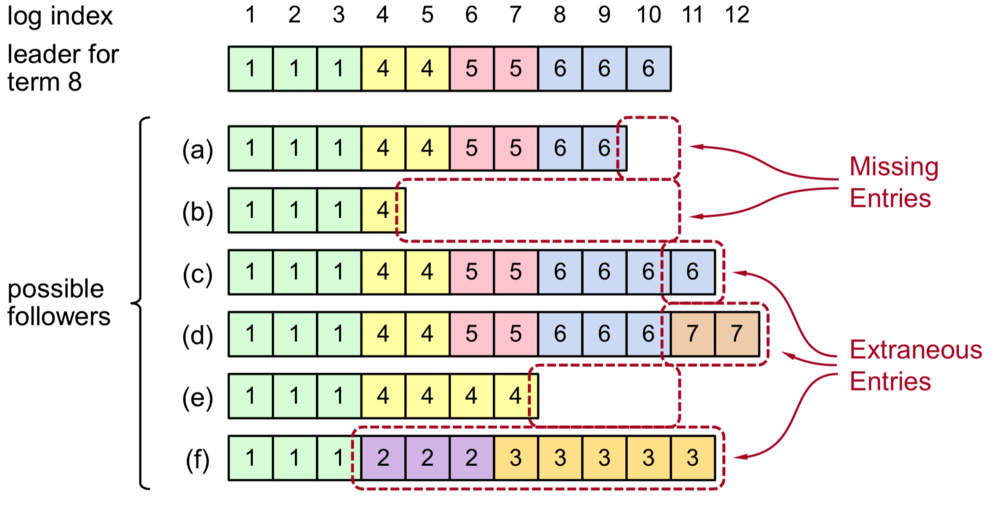 log index 1 2 3 4 5 6 7 8 9 10 11 12
leader for
term 8
1 1 1 4 4 5 5 6 6 6
(a) 1 1 1 4 4 5 5 6 6
Missing
Entries
(b) 1 1 1 4
(c) 1 1 1 4 4 5 5 6 6 6 6
possible
followers
(d) 1 1 1 4 4 5 5 6 6 6 7 7
Extraneous
Entries
(e) 1 1 1 4 4 4 4
(f) 1 1 1 2 2 2 3 3 3 3 3